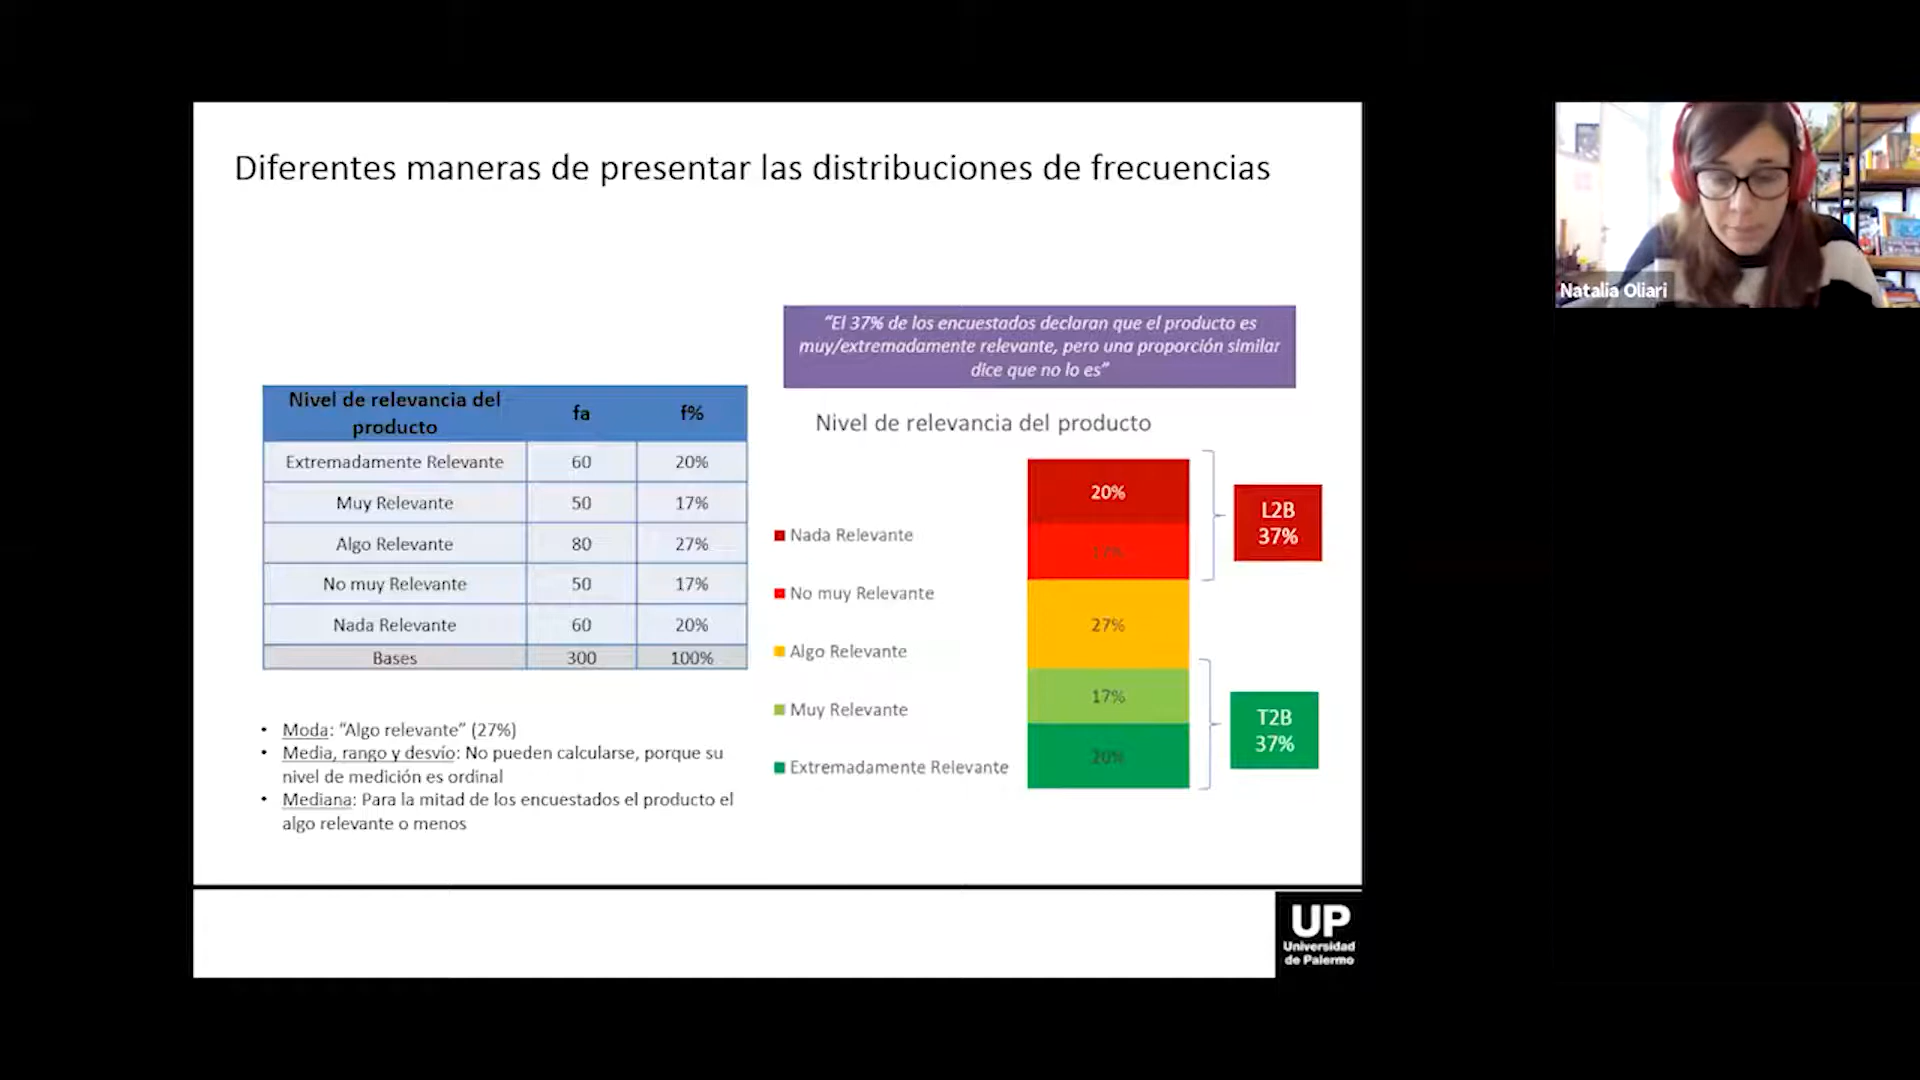 Diferentes maneras de presentar las distribuciones de frecuencias
Natalia Oliari
“El 37% de los encuestados declaran que el producto es
muy/extremadamente relevante, pero una proporción similar
dice que no lo es”
Nivel de relevancia del
producto
fa
f%
Extremadamente Relevante 60 20%
Muy Relevante 50 17%
Algo Relevante 80 27%
No muy Relevante 50 17%
Nada Relevante 60 20%
Bases 300 100%
• Moda: “Algo relevante” (27%)
• Media, rango y desvío: No pueden calcularse, porque su
nivel de medición es ordinal
• Mediana: Para la mitad de los encuestados el producto el
algo relevante o menos
Nivel de relevancia del producto
Nada Relevante
No muy Relevante
Algo Relevante
Muy Relevante
Extremadamente Relevante
20%
17%
27%
17%
20%
L2B
37%
T2B
37%
UP
Universidad
de Palermo